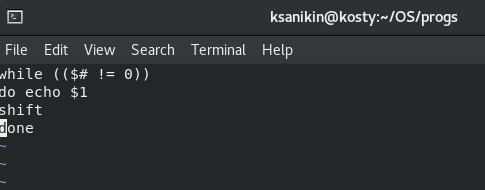 ksanikin@kosty:~/OS/progs
File Edit View Search Terminal Help
while (($# != 0))
do echo $1
shift
done
~
~
~